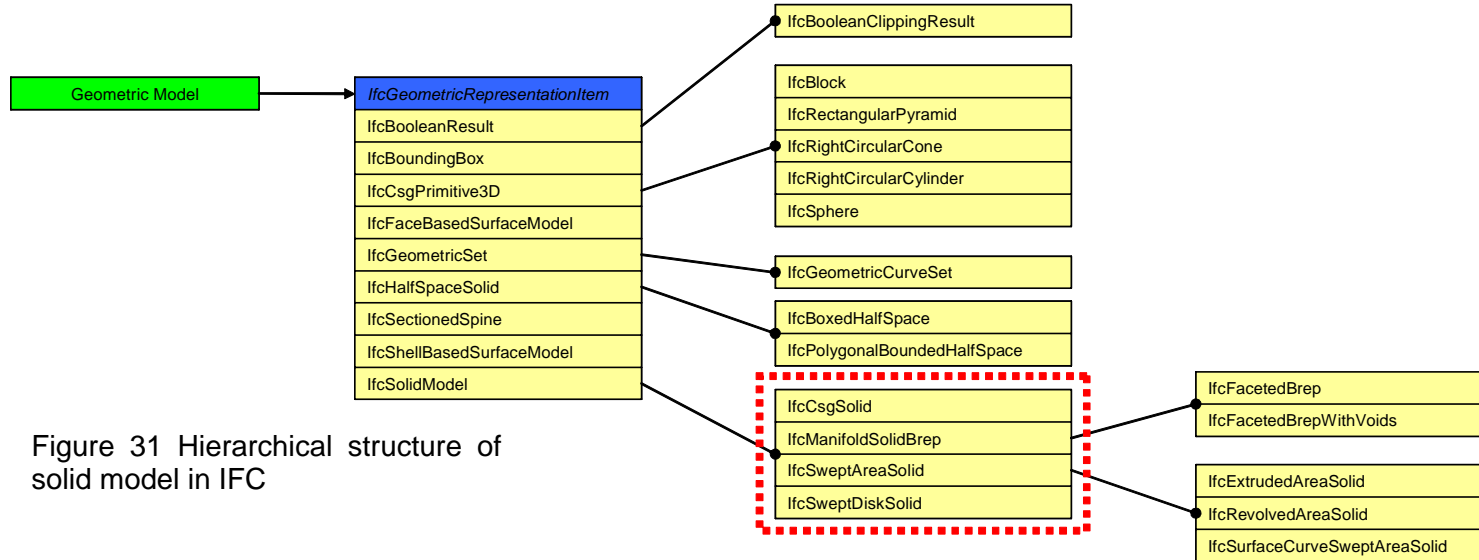 Geometric Model
IfcGeometricRepresentationItem
IfcBooleanResult
IfcBoundingBox
IfcCsgPrimitive3D
IfcFaceBasedSurfaceModel
IfcGeometricSet
IfcHalfSpaceSolid
IfcSectionedSpine
IfcShellBasedSurfaceModel
IfcSolidModel
IfcBooleanClippingResult
IfcBlock
IfcRectangularPyramid
IfcRightCircularCone
IfcRightCircularCylinder
IfcSphere
IfcGeometricCurveSet
IfcBoxedHalfSpace
IfcPolygonalBoundedHalfSpace
IfcCsgSolid
IfcManifoldSolidBrep
IfcSweptAreaSolid
IfcSweptDiskSolid
IfcFacetedBrep
IfcFacetedBrepWithVoids
IfcExtrudedAreaSolid
IfcRevolvedAreaSolid
IfcSurfaceCurveSweptAreaSolid
Figure 31 Hierarchical structure of
solid model in IFC